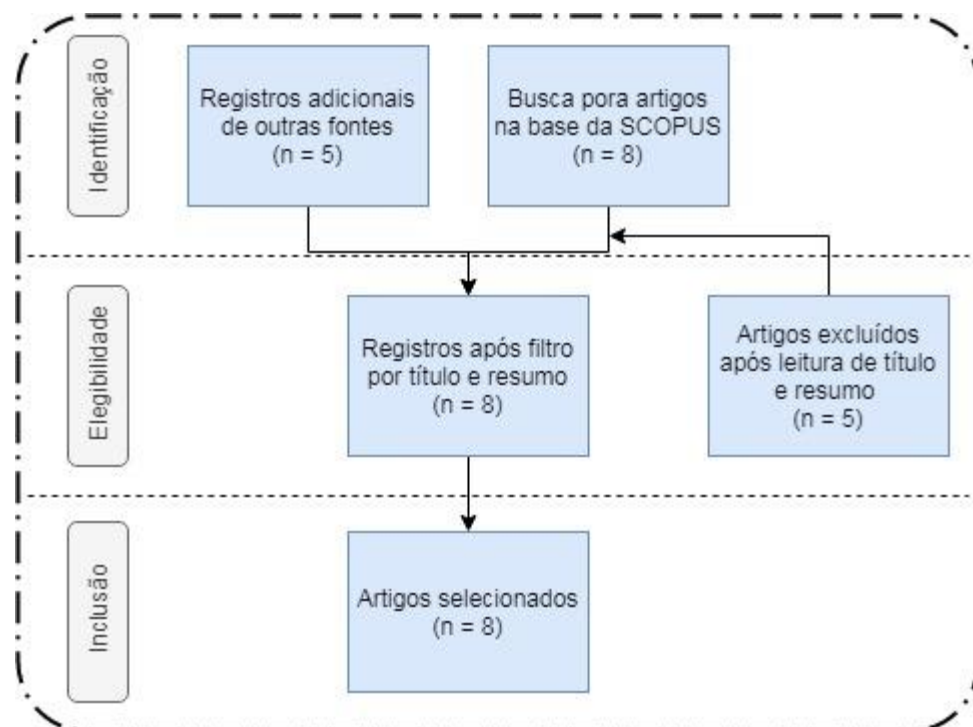 Identificação
Registros adicionais
de outras fontes
(n = 5)
Busca pora artigos
na base da SCOPUS
(n = 8)
Elegibilidade
Registros após filtro
por título e resumo
(n = 8)
Artigos excluídos
após leitura de título
e resumo
(n = 5)
Inclusão
Artigos selecionados
(n = 8)